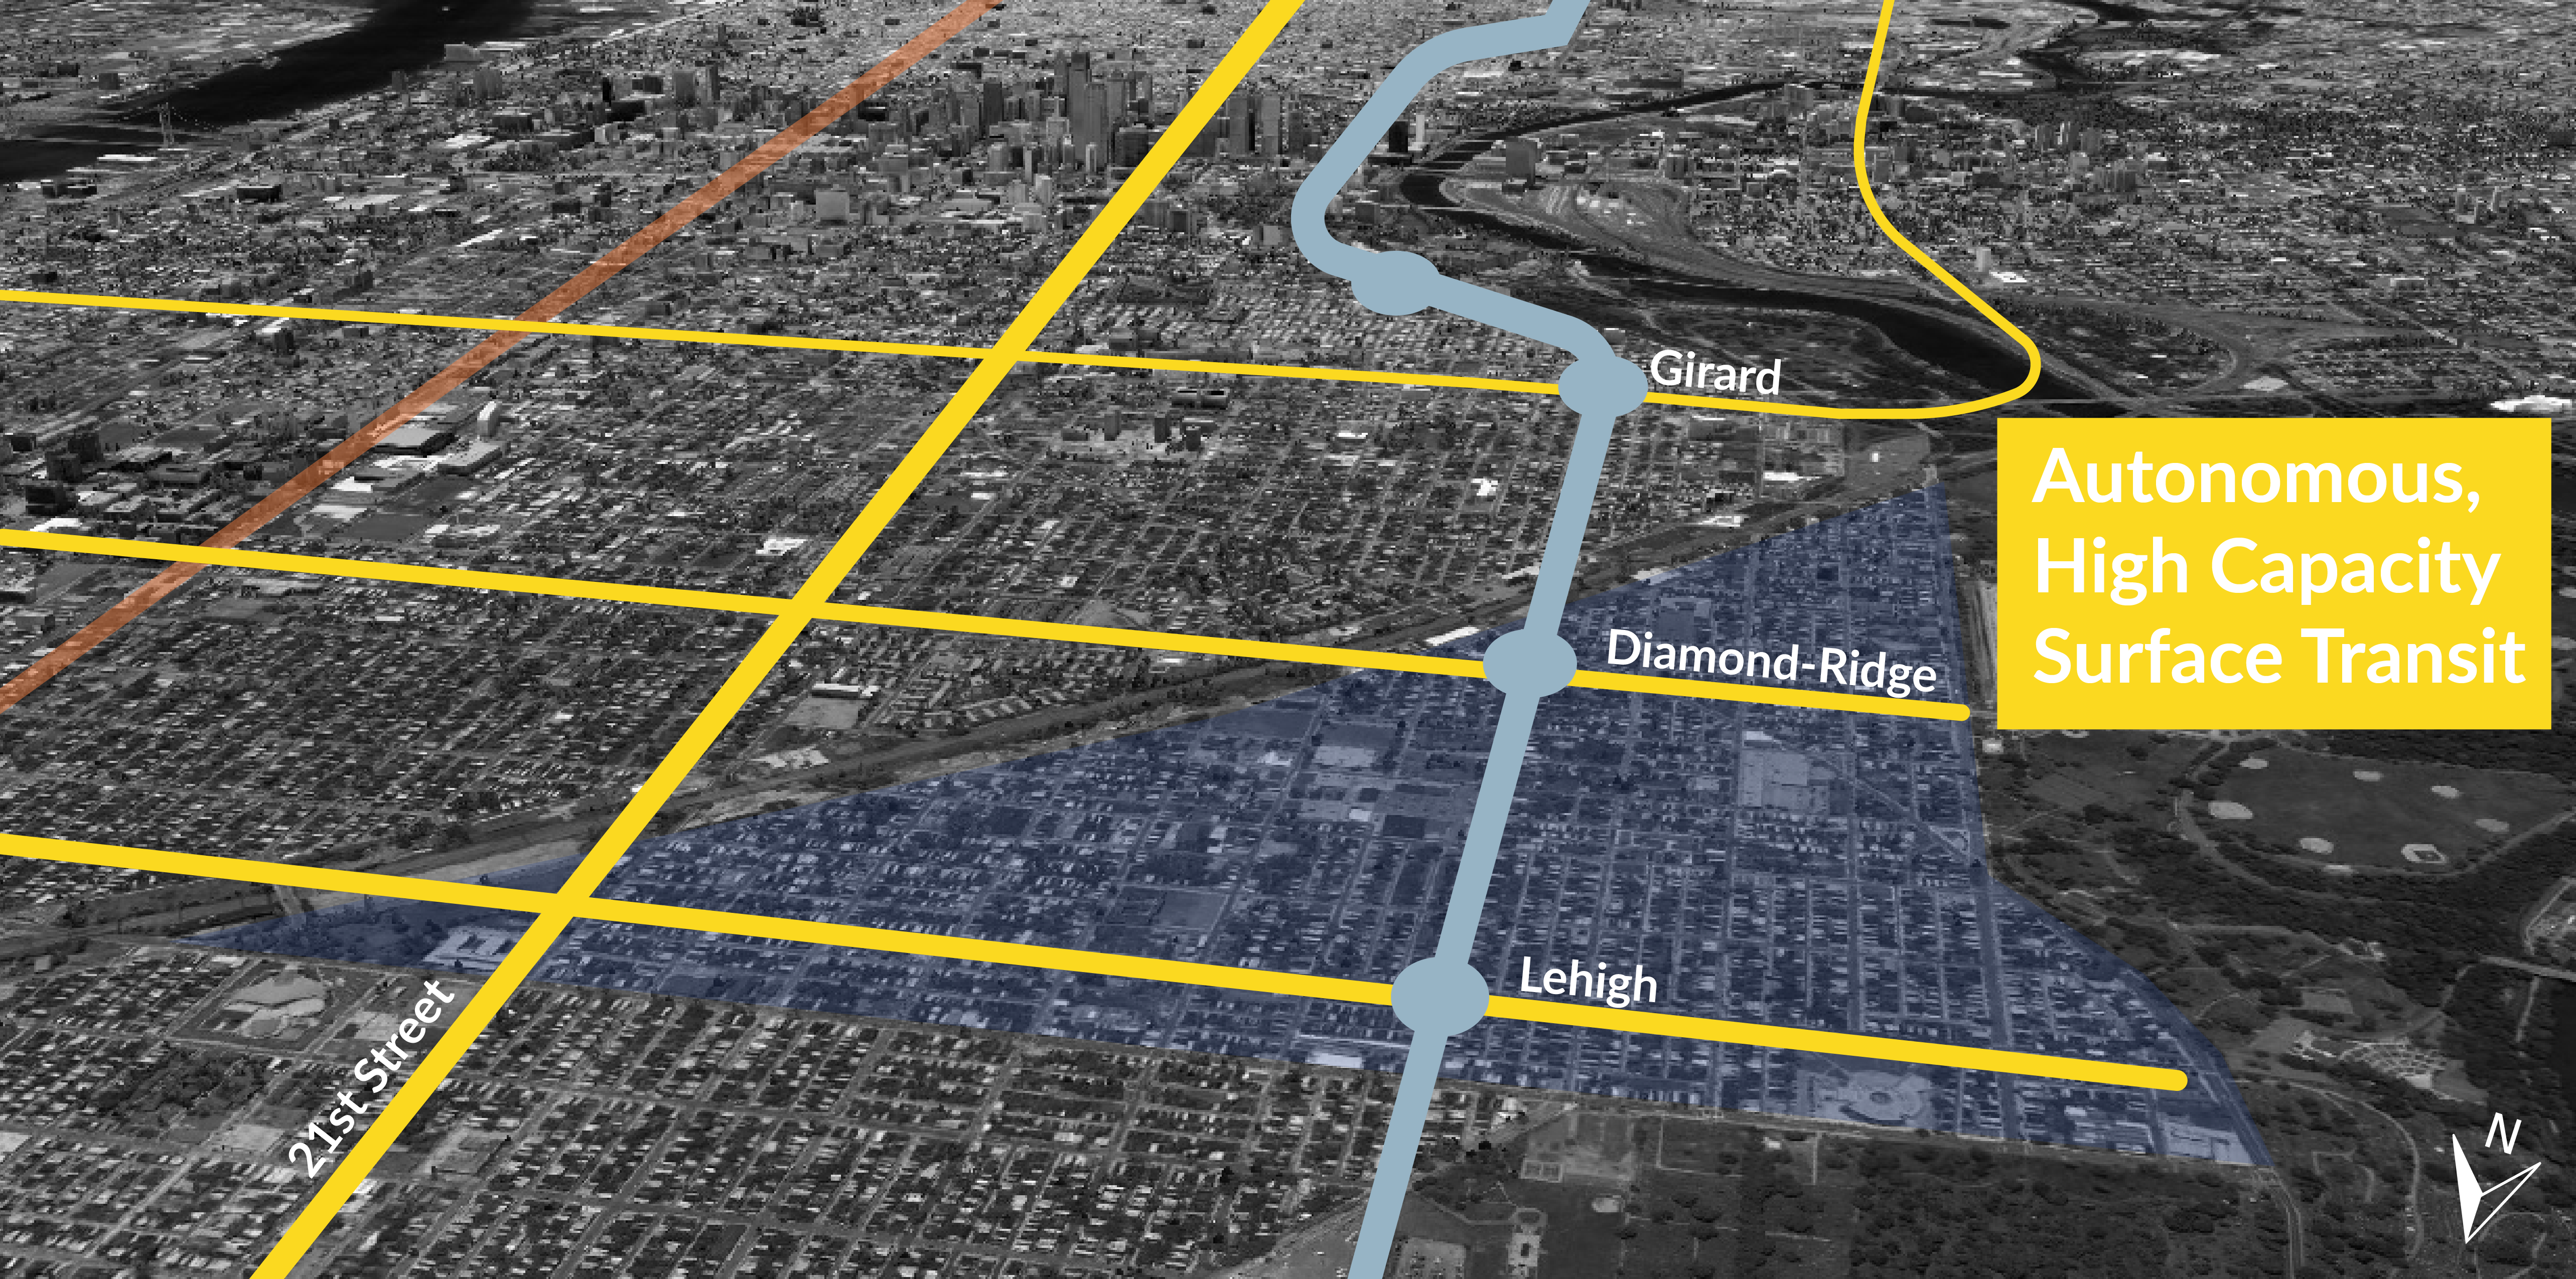 Girard
Autonomous,
High Capacity
Surface Transit
Diamond-Ridge
Lehigh
21st Street
N